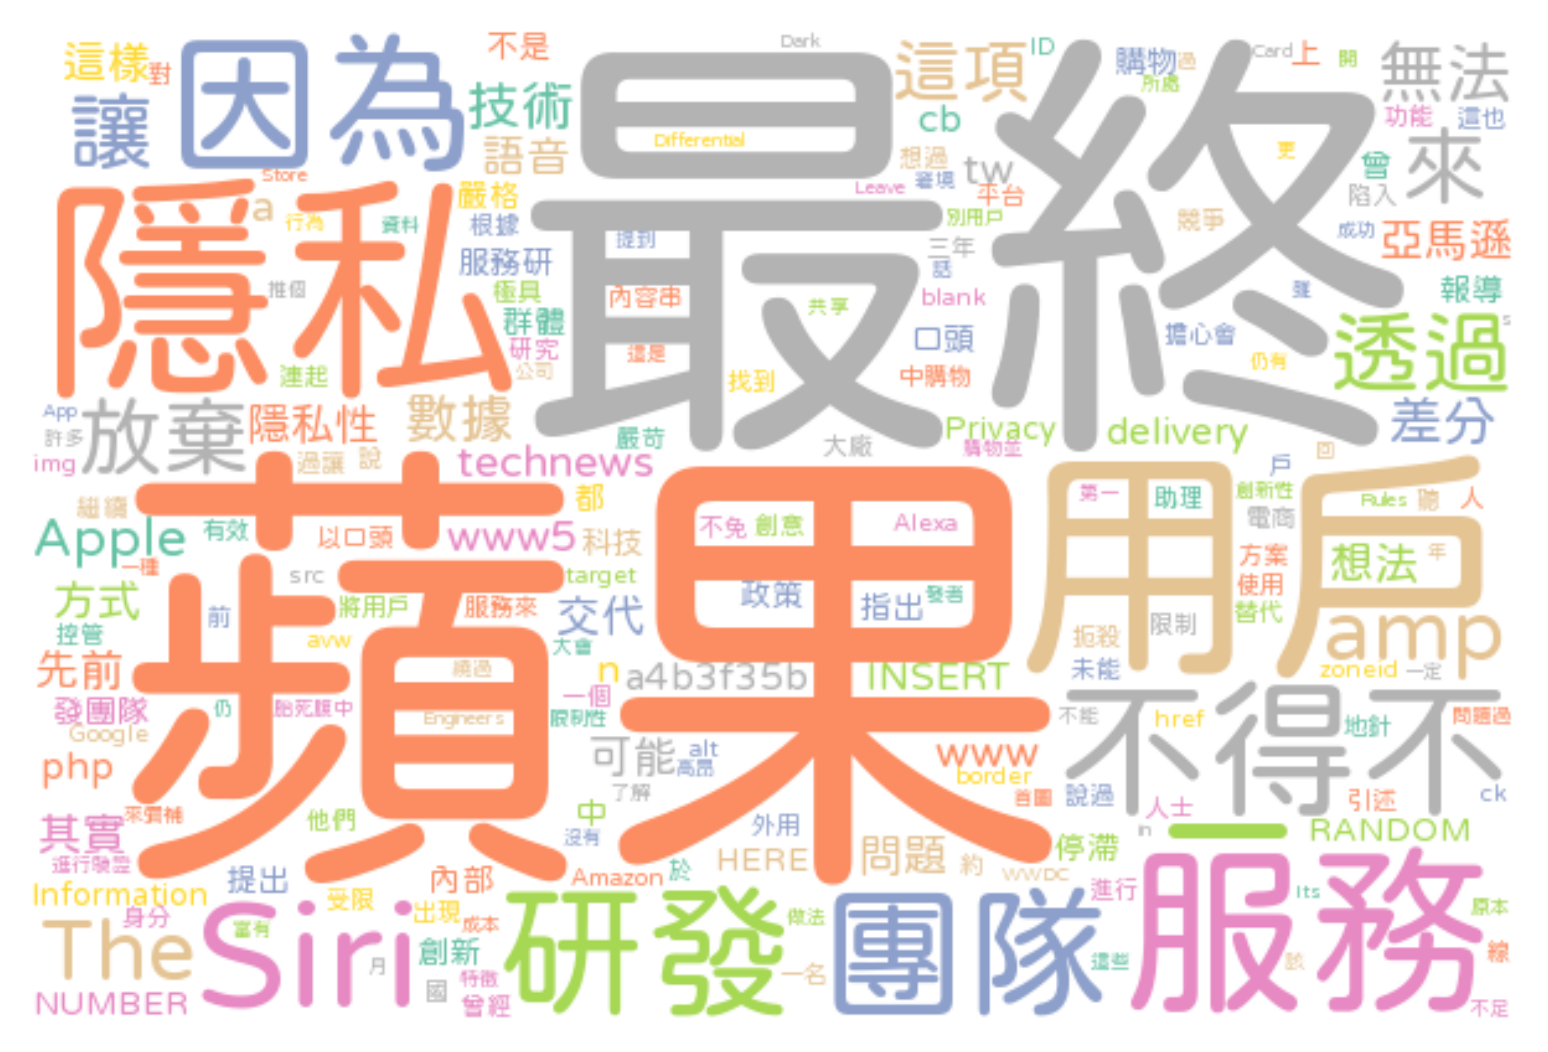 Dark
這樣
對
因為
不是
這項
ID
購物
過
Card
上
開
無法
讓
技術
cb
所處
功能
這也
最終
Differential
語音
想過
tw
更
曾
來
Store
Leave
窘境
平台
陷入
隱私
a
行為
資料
嚴格
根據
提到
別用戶
三年
競爭
成功
亞馬遜
服務研
話
推個
極具
內容串
共享
blank
報導
群體
口頭
擔心會
透過
s
研究
這是
連起
公司
找到
中購物
仍有
App
放棄
隱私性
數據
差分
許多
嚴苛
大廠
Privacy
delivery
購物並
img
過讓
說
technews
戶
回
蘋果
用戶
繼續
都
第一
助理
創新性
Rules
聽
人
Apple
有效
以口頭
www5
科技
不免
創意
Alexa
電商
一種
方案
想法
年
src
target
使用
方式
前
將用戶
服務來
交代
政策
指出
發者
限制
替代
amp
控管
avw
大會
扼殺
先前
繞過
n
a4b3f35b
INSERT
未能
zoneid
一定
發團隊
仍
胎死腹中
Engineers
一個
限制性
不能
不得不
href
地針
問題過
Google
php
可能
alt
高昂
www
border
了解
首圖
說過
人士
引述
ck
來彌補
他們
中
其實
沒有
外用
in
一
RANDOM
進行驗證
問題
約
停滯
HERE
WWDC
Information
提出
受限
內部
Amazon
於
進行
服務
Its
The
身分
富有
Siri
出現
成本
研發
做法
團隊
原本
創新
月
這些
該
線
特徵
一名
NUMBER
國
曾經
不足